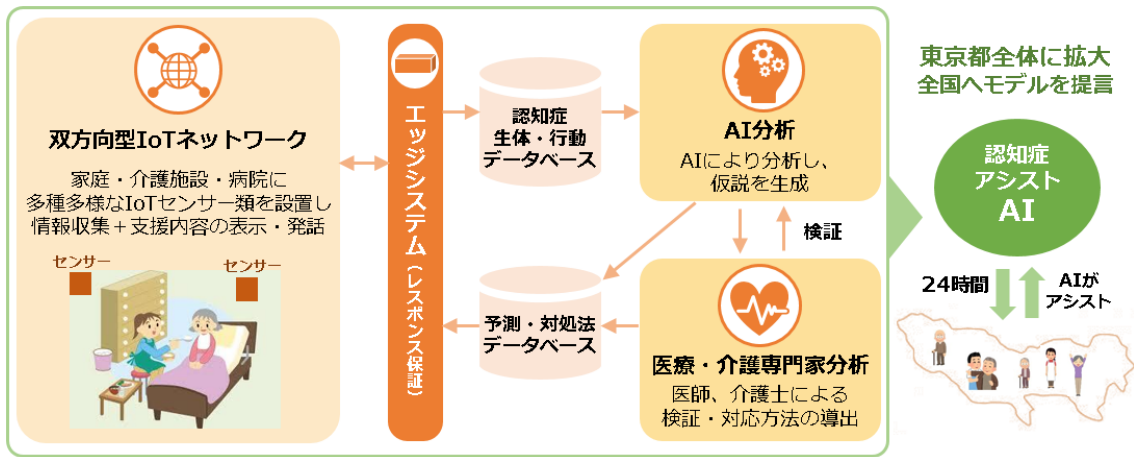 双方向型IoTネットワーク
家庭・介護施設・病院に
多種多様なIoTセンサー類を設置し
情報収集＋支援内容の表示・発話
センサー
センサー
エッジシステム（レスポンス保証）
認知症
生体・行動
データベース
予測・対処法
データベース
AI分析
AIにより分析し、
仮説を生成
検証
医療・介護専門家分析
医師、介護士による
検証・対応方法の導出
東京都全体に拡大
全国へモデルを提言
認知症
アシスト
AI
24時間
AIが
アシスト